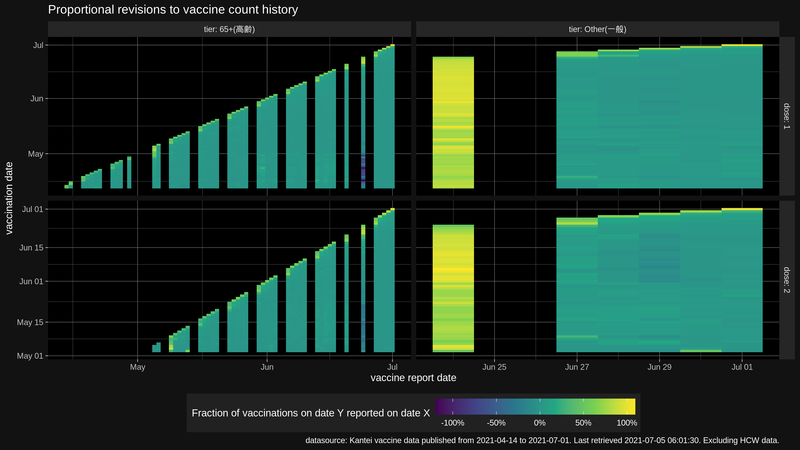 Proportional revisions to vaccine count history
tier: 65+(高齢)
tier: Other(一般)
Jul
Jun
May
dose: 1
vaccination date
Jul 01
Jun 15
Jun 01
May 15
May 01
dose: 2
May
Jun
Jul
Jun 25
Jun 27
Jun 29
Jul 01
vaccine report date
Fraction of vaccinations on date Y reported on date X
-100%
-50%
0%
50%
100%
datasource: Kantei vaccine data published from 2021-04-14 to 2021-07-01. Last retrieved 2021-07-05 06:01:30. Excluding HCW data.